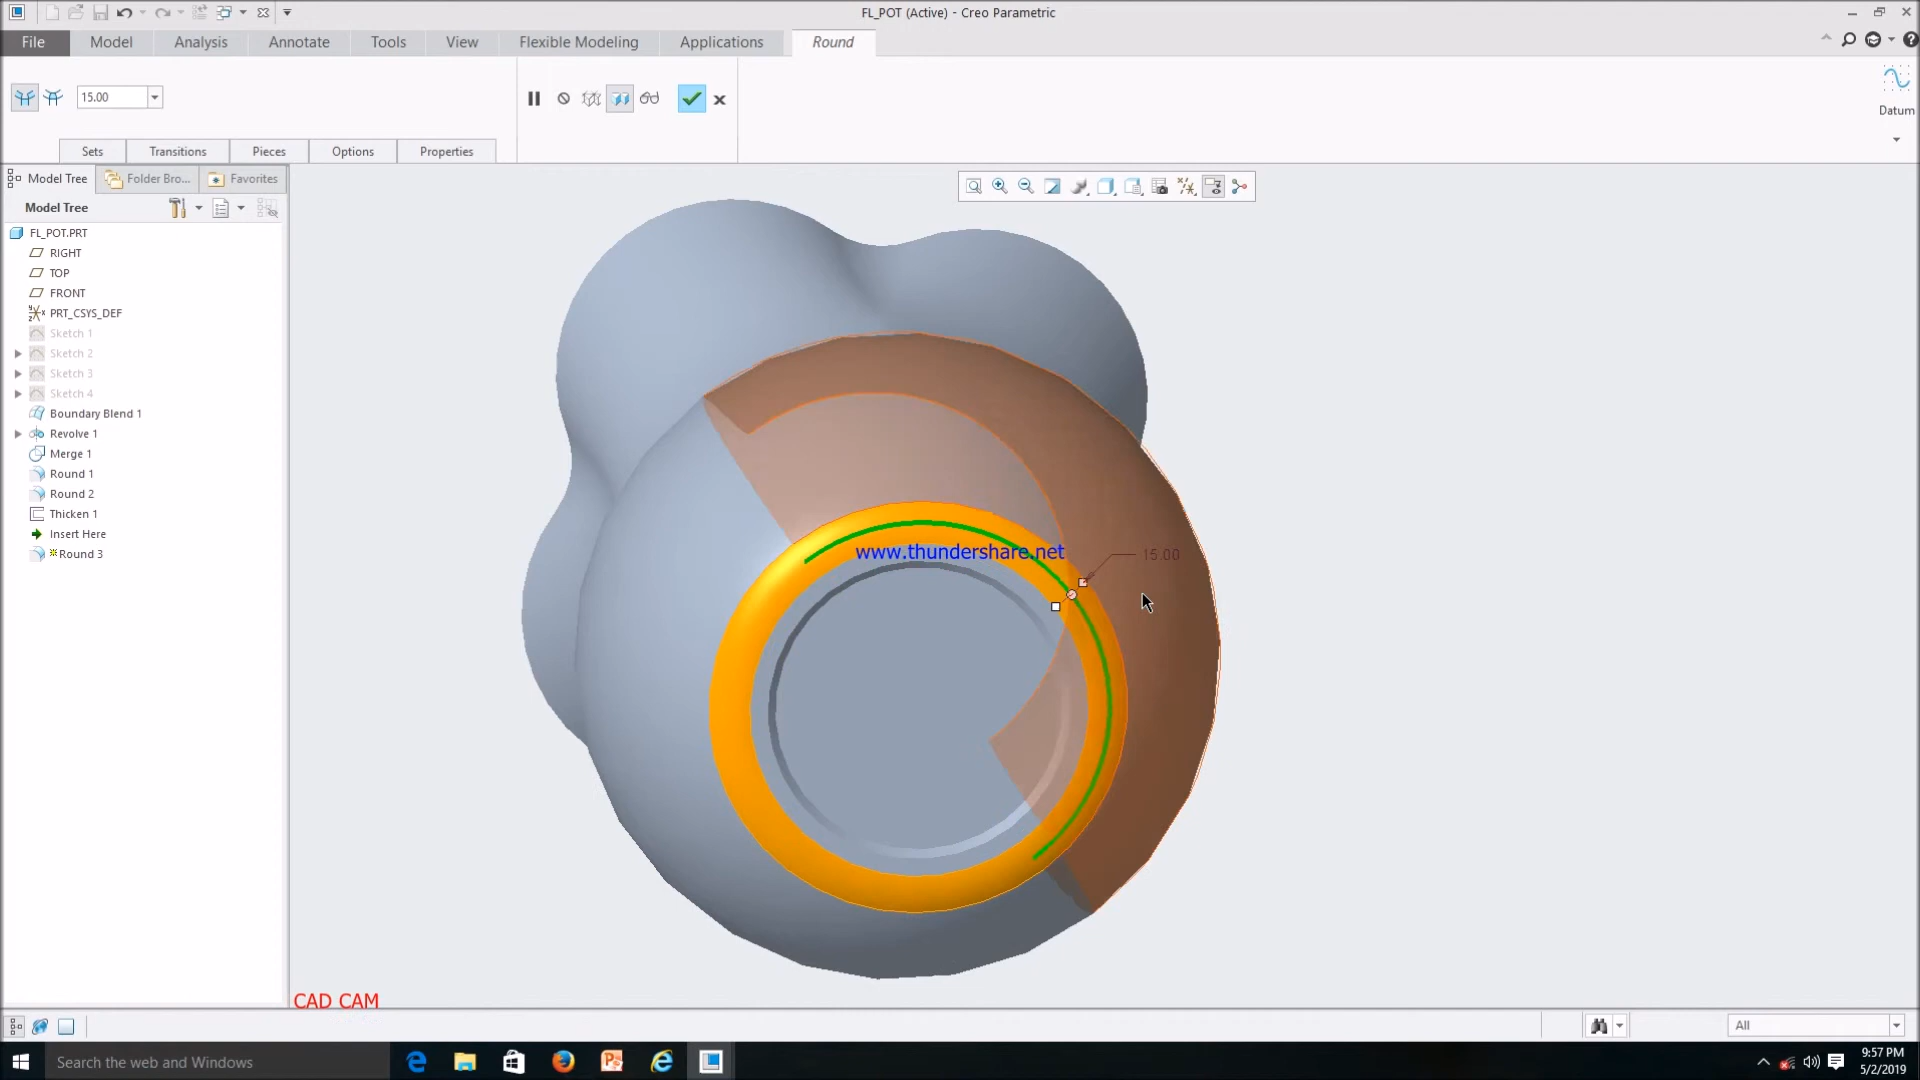 FL_POT (Active) - Creo Parametric
File Model Analysis Annotate Tools View Flexible Modeling Applications Round
15.00
Datum
Sets Transitions Pieces Options Properties
Model Tree Folder Bro... Favorites
Model Tree
FL_POT.PRT
RIGHT
TOP
FRONT
PRT_CSYS_DEF
Sketch 1
Sketch 2
Sketch 3
Sketch 4
Boundary Blend 1
Revolve 1
Merge 1
Round 1
Round 2
Thicken 1
Insert Here
Round 3
www.thundershare.net
15.00
CAD CAM
All
Search the web and Windows
9:57 PM
5/2/2019